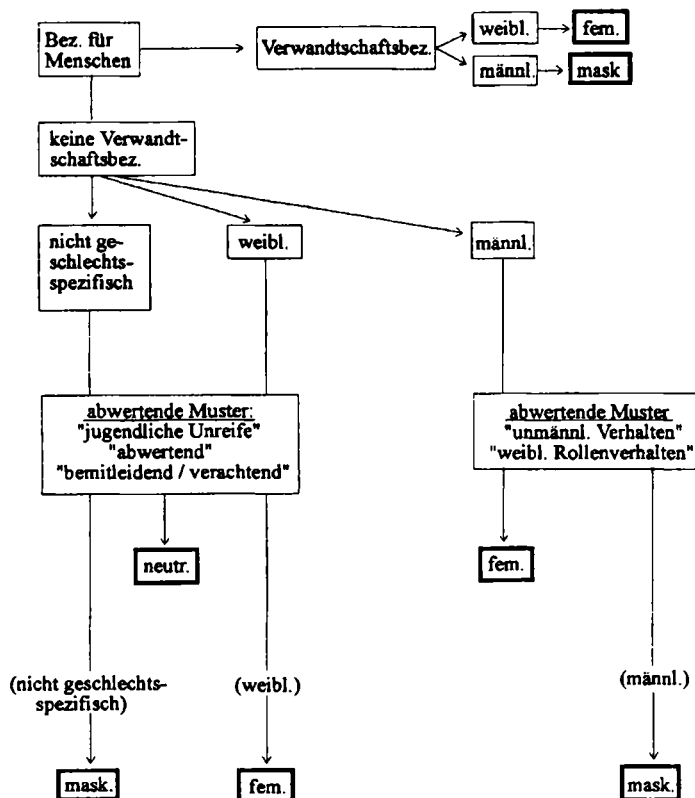 Bez. für
Menschen
Verwandtschaftsbez.
weibl.
fem.
männl.
mask
keine Verwandt-
schaftsbez.
nicht ge-
schlechts-
spezifisch
weibl.
männl.
abwertende Muster:
"jugendliche Unreife"
"abwertend"
"bemitleidend / verachtend"
abwertende Muster
"unmännl. Verhalten"
"weibl. Rollenverhalten"
neutr.
fem.
(nicht geschlechts-
spezifisch)
(weibl.)
(männl.)
mask.
fem.
mask.